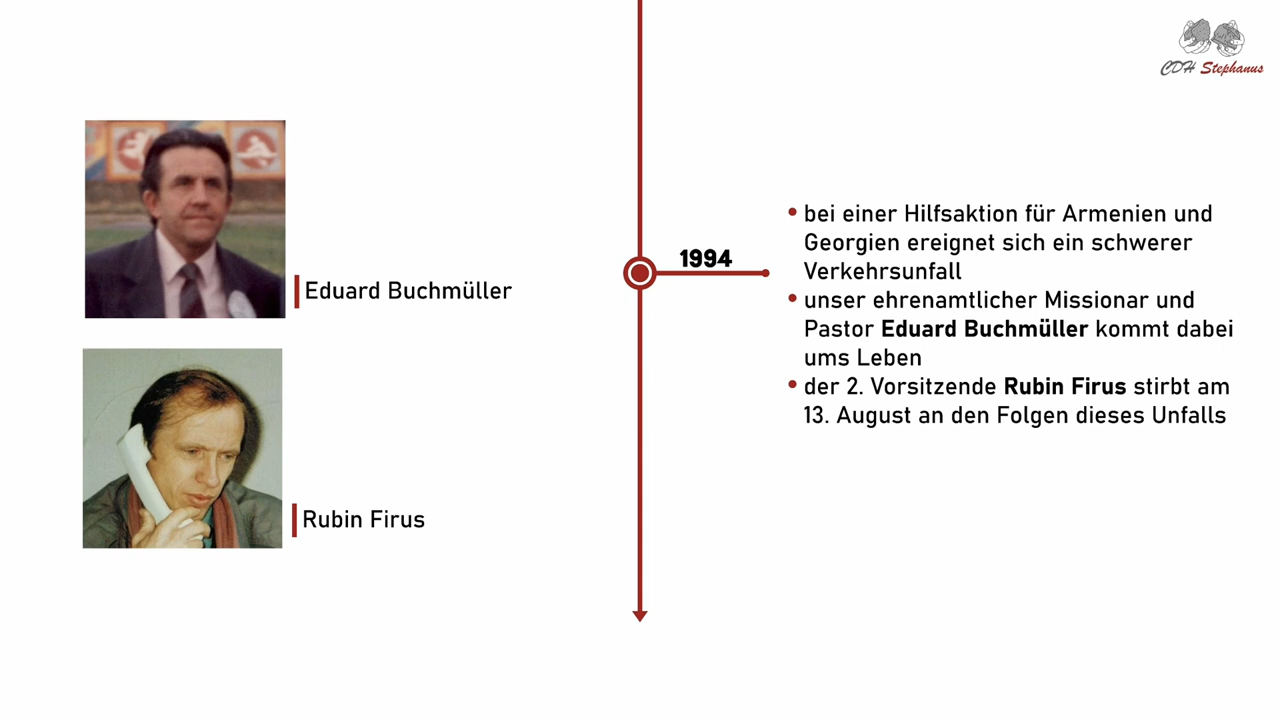 CDH Stephanus
Eduard Buchmüller
Rubin Firus
1994
• bei einer Hilfsaktion für Armenien und
Georgien ereignet sich ein schwerer
Verkehrsunfall
• unser ehrenamtlicher Missionar und
Pastor Eduard Buchmüller kommt dabei
ums Leben
• der 2. Vorsitzende Rubin Firus stirbt am
13. August an den Folgen dieses Unfalls